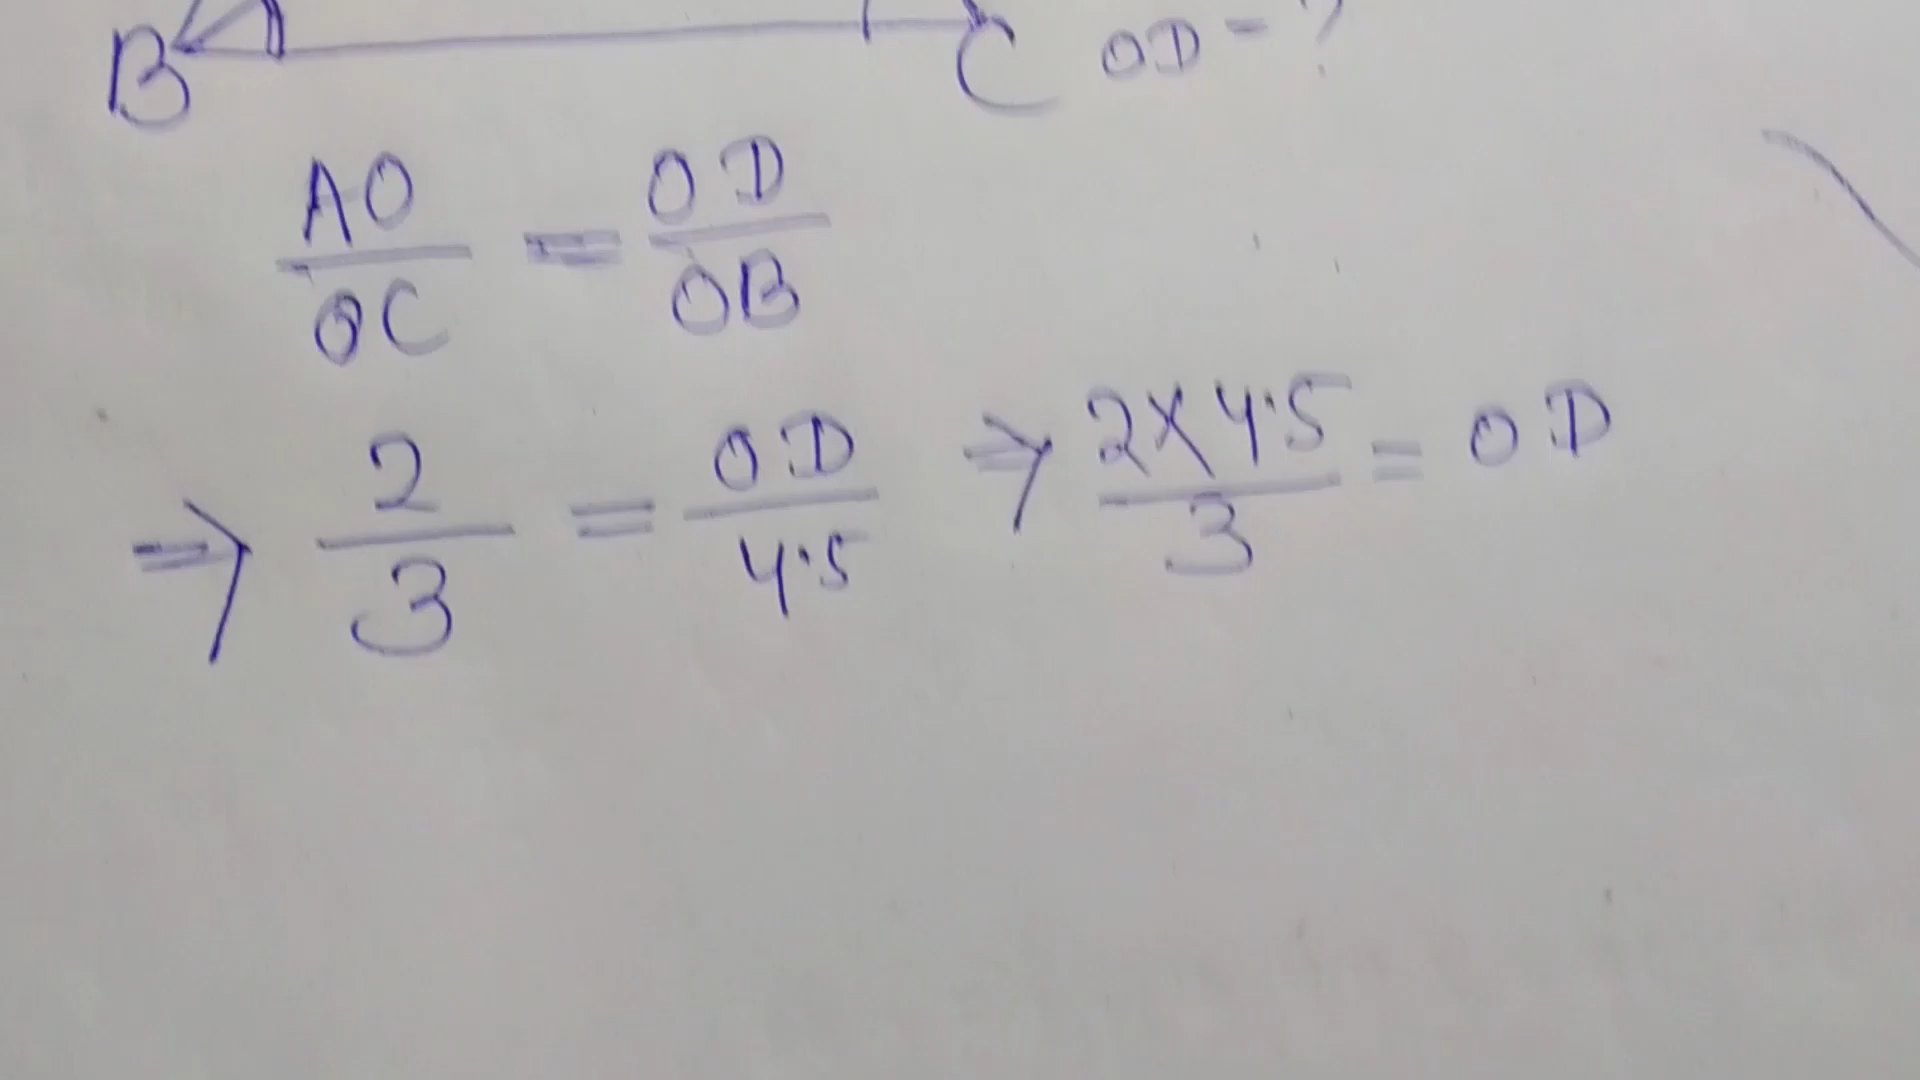 B C OD = ?
AO/OC = OD/OB
⇒ 2/3 = OD/4.5 ⇒ 2×4.5/3 = OD